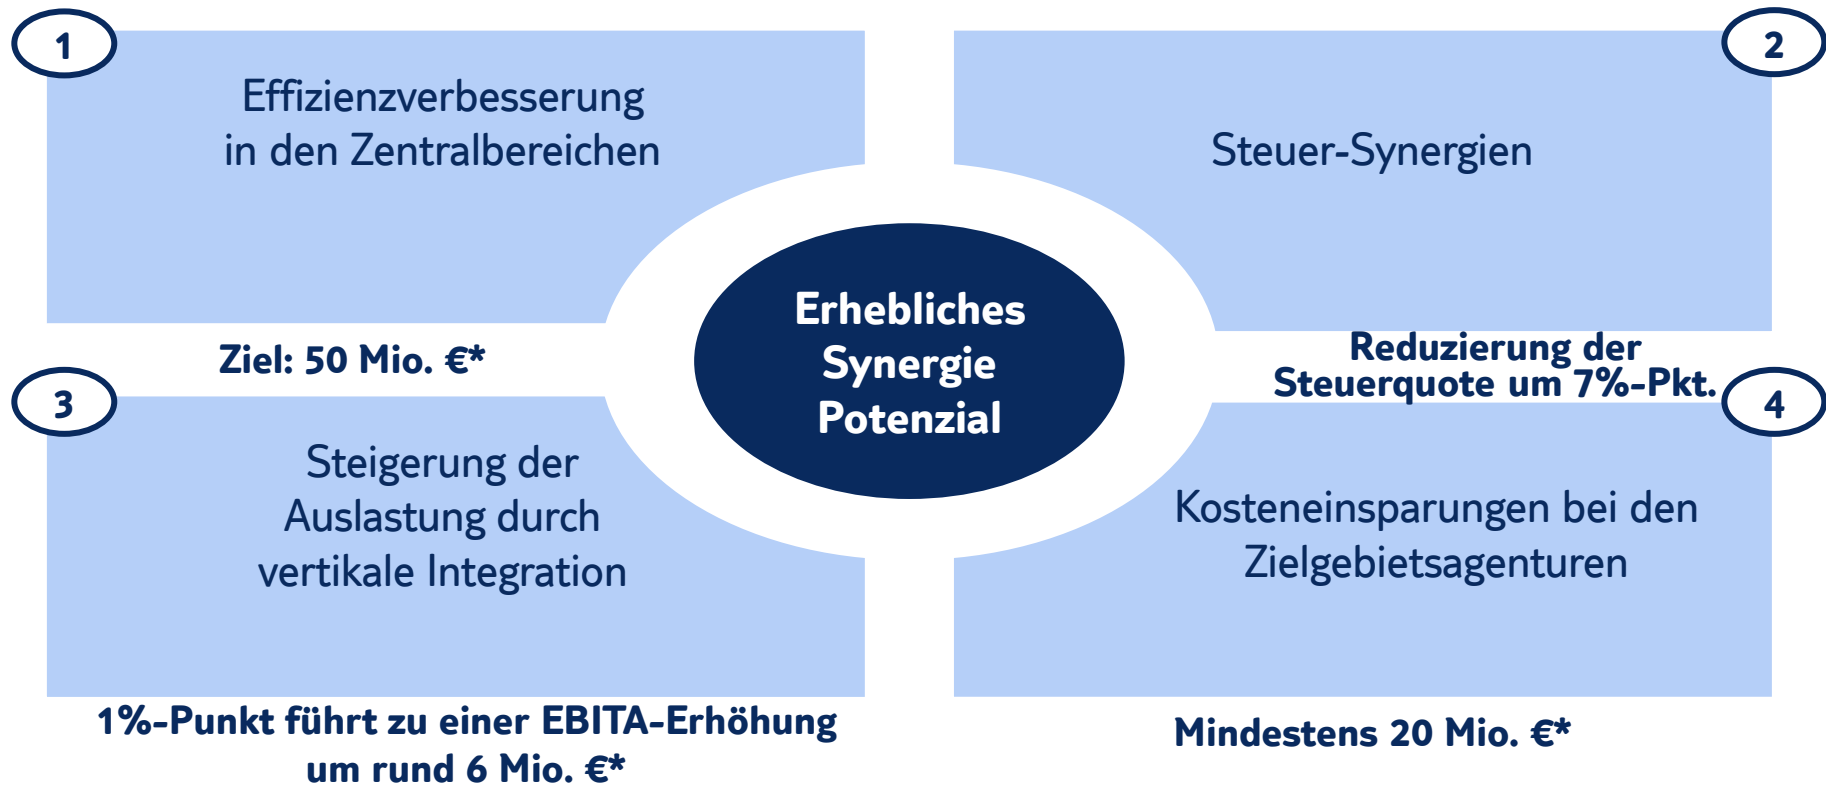 1
Effizienzverbesserung
in den Zentralbereichen
Ziel: 50 Mio. €*
2
Steuer-Synergien
Reduzierung der
Steuerquote um 7%-Pkt.
Erhebliches
Synergie
Potenzial
3
Steigerung der
Auslastung durch
vertikale Integration
1%-Punkt führt zu einer EBITA-Erhöhung
um rund 6 Mio. €*
4
Kosteneinsparungen bei den
Zielgebietsagenturen
Mindestens 20 Mio. €*